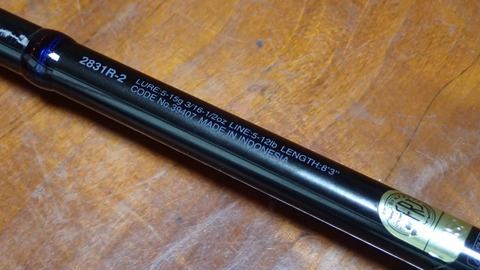 2831R-2 LURE:5-15g 3/16-1/2oz LINE:5-12lb LENGTH:8'3"
CODE No.39407 MADE IN INDONESIA